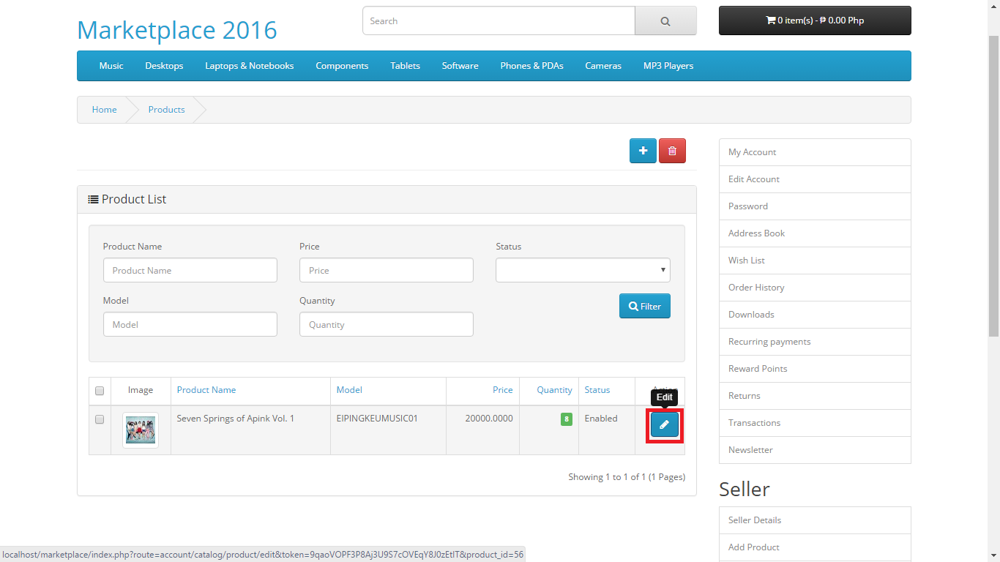 Marketplace 2016
Search
0 item(s) - ₱ 0.00 Php
Music Desktops Laptops & Notebooks Components Tablets Software Phones & PDAs Cameras MP3 Players
Home Products
Product List
Product Name Price Status
Product Name Price
Model Quantity
Model Quantity
Filter
Image Product Name Model Price Quantity Status
Edit
Seven Springs of Apink Vol. 1 EIPINGKEUMUSIC01 20000.0000 8 Enabled
Showing 1 to 1 of 1 (1 Pages)
My Account
Edit Account
Password
Address Book
Wish List
Order History
Downloads
Recurring payments
Reward Points
Returns
Transactions
Newsletter
Seller
Seller Details
Add Product
localhost/marketplace/index.php?route=account/catalog/product/edit&token=9qaoVOPF3P8Aj3U9S7cOVEqY8J0zEtIT&product_id=56